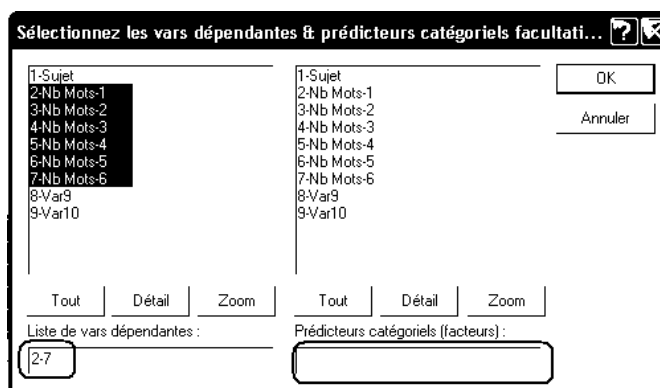 Sélectionnez les vars dépendantes & prédicteurs catégoriels facultati...
1-Sujet
2-Nb Mots-1
3-Nb Mots-2
4-Nb Mots-3
5-Nb Mots-4
6-Nb Mots-5
7-Nb Mots-6
8-Var9
9-Var10
1-Sujet
2-Nb Mots-1
3-Nb Mots-2
4-Nb Mots-3
5-Nb Mots-4
6-Nb Mots-5
7-Nb Mots-6
8-Var9
9-Var10
OK
Annuler
Tout Détail Zoom Tout Détail Zoom
Liste de vars dépendantes : Prédicteurs catégoriels (facteurs) :
2-7